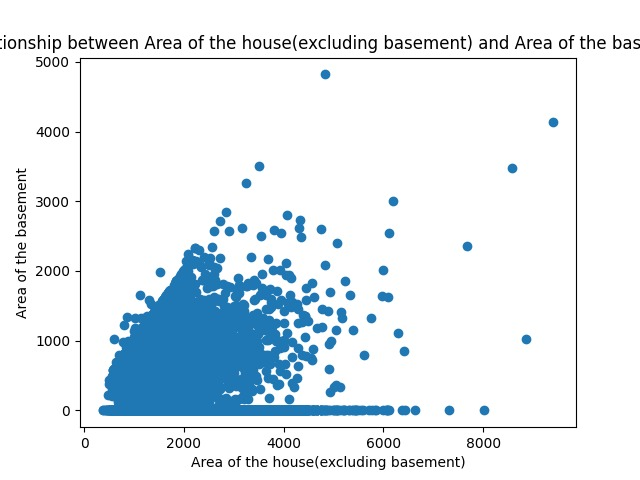 tionship between Area of the house(excluding basement) and Area of the bas
5000
4000
3000
2000
1000
0
Area of the basement
0 2000 4000 6000 8000
Area of the house(excluding basement)